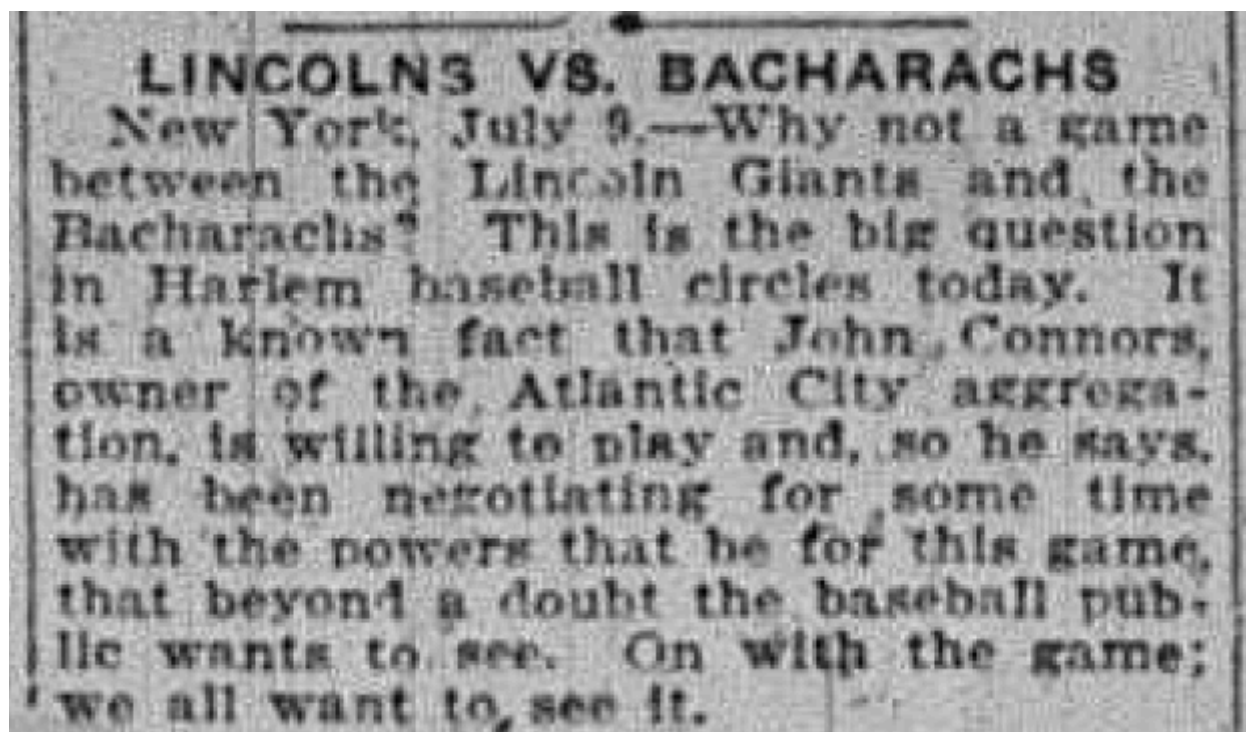 LINCOLNS VS. BACHARACHS
New York, July 9.—Why not a game
between the Lincoln Giants and the
Bacharachs? This is the big question
in Harlem baseball circles today. It
is a known fact that John Connors,
owner of the Atlantic City aggrega-
tion, is willing to play and, so he says,
has been negotiating for some time
with the powers that be for this game,
that beyond a doubt the baseball pub-
lic wants to see. On with the game;
we all want to see it.